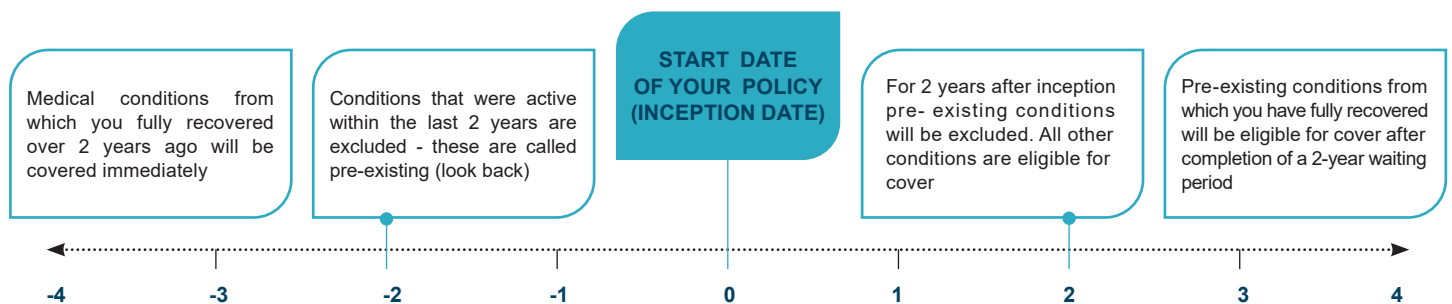 Medical conditions from
which you fully recovered
over 2 years ago will be
covered immediately
Conditions that were active
within the last 2 years are
excluded - these are called
pre-existing (look back)
START DATE
OF YOUR POLICY
(INCEPTION DATE)
For 2 years after inception
pre- existing conditions
will be excluded. All other
conditions are eligible for
cover
Pre-existing conditions from
which you have fully recovered
will be eligible for cover after
completion of a 2-year waiting
period
-4 -3 -2 -1 0 1 2 3 4